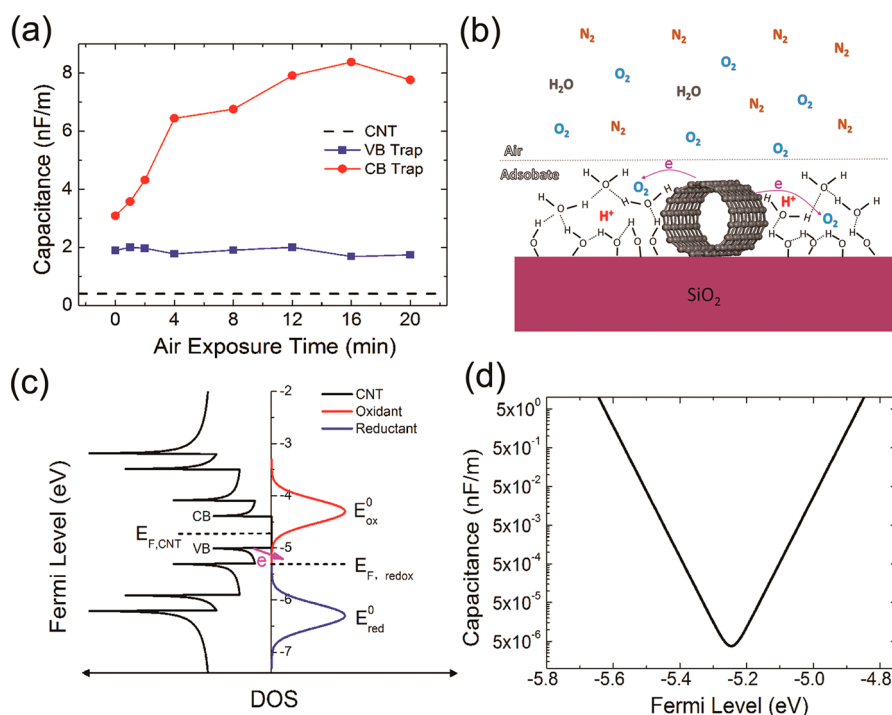 (a)
Capacitance (nF/m)
8
6
4
2
0
CNT
VB Trap
CB Trap
0 4 8 12 16 20
Air Exposure Time (min)
(b)
N2 N2
O2 O2 N2
H2O H2O
N2 O2
O2 N2 O2 O2 N2
Air
Adsobate
e e
O2 H+ H+ O2
H O H
SiO2
(c)
Fermi Level (eV)
-2
-3
-4
-5
-6
-7
CNT
Oxidant
Reductant
CB
E0ox
EF,CNT
VB
e
EF, redox
E0red
DOS
(d)
Capacitance (nF/m)
5x10^0
5x10^-1
5x10^-2
5x10^-3
5x10^-4
5x10^-5
5x10^-6
-5.8 -5.6 -5.4 -5.2 -5.0 -4.8
Fermi Level (eV)